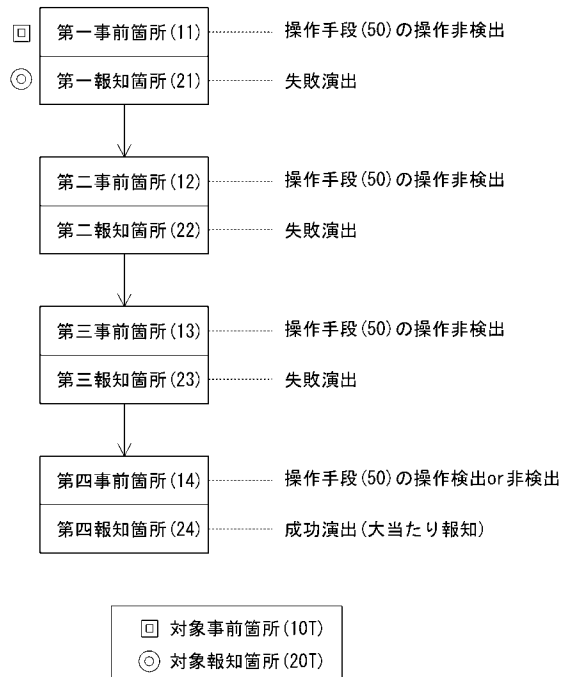 第一事前箇所(11) 操作手段(50)の操作非検出
第一報知箇所(21) 失敗演出
第二事前箇所(12) 操作手段(50)の操作非検出
第二報知箇所(22) 失敗演出
第三事前箇所(13) 操作手段(50)の操作非検出
第三報知箇所(23) 失敗演出
第四事前箇所(14) 操作手段(50)の操作検出or非検出
第四報知箇所(24) 成功演出(大当たり報知)
対象事前箇所(10T)
対象報知箇所(20T)